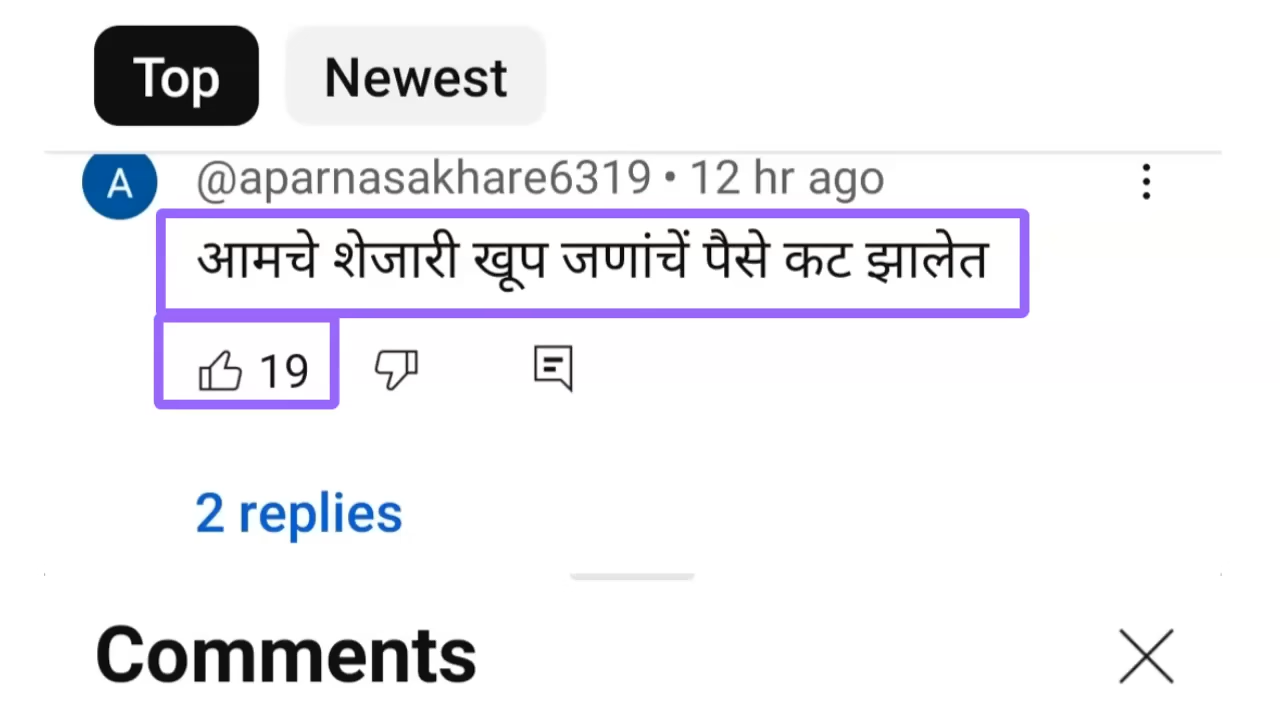 Top Newest
A @aparnasakhare6319 • 12 hr ago
आमचे शेजारी खूप जणांचें पैसे कट झालेत
19
2 replies
Comments